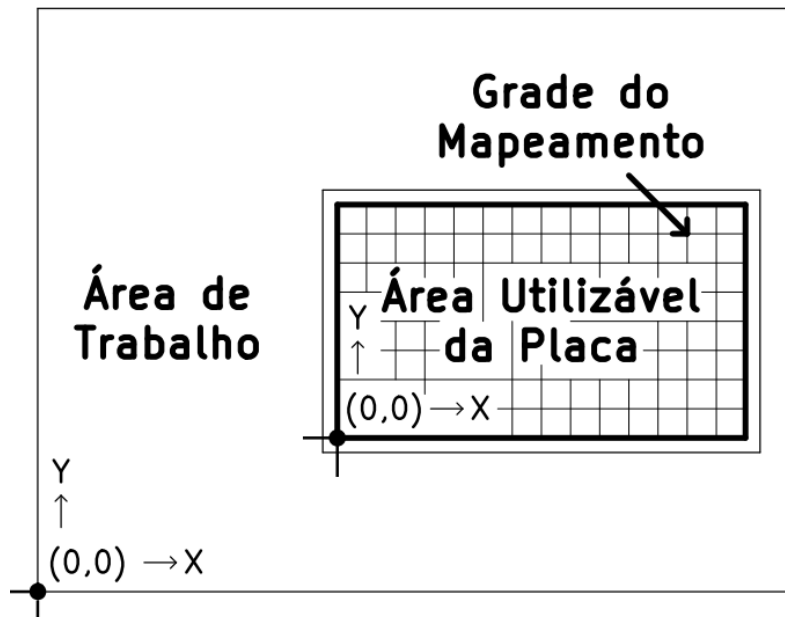 Grade do
Mapeamento
Área de
Trabalho
Área Utilizável
da Placa
Y
(0,0) → X
Y
(0,0) → X